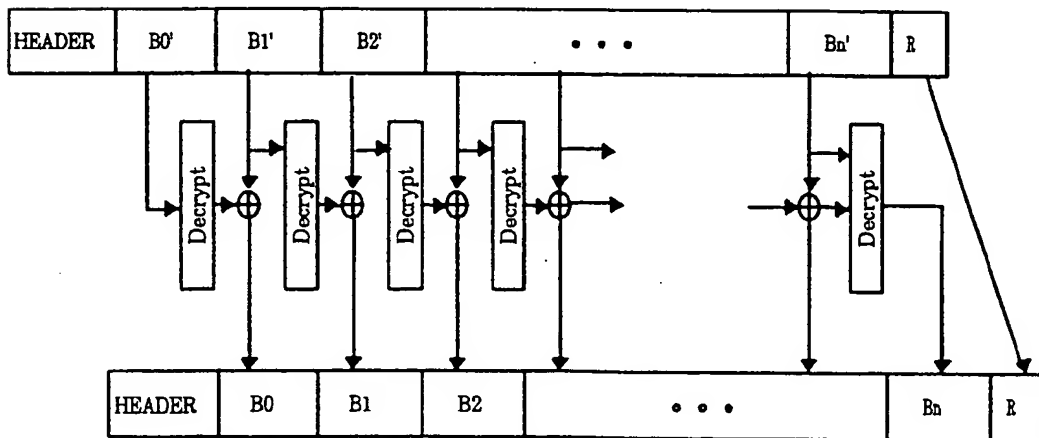 HEADER B0' B1' B2' • • • Bn' R
Decrypt Decrypt Decrypt Decrypt Decrypt
HEADER B0 B1 B2 • • • Bn R